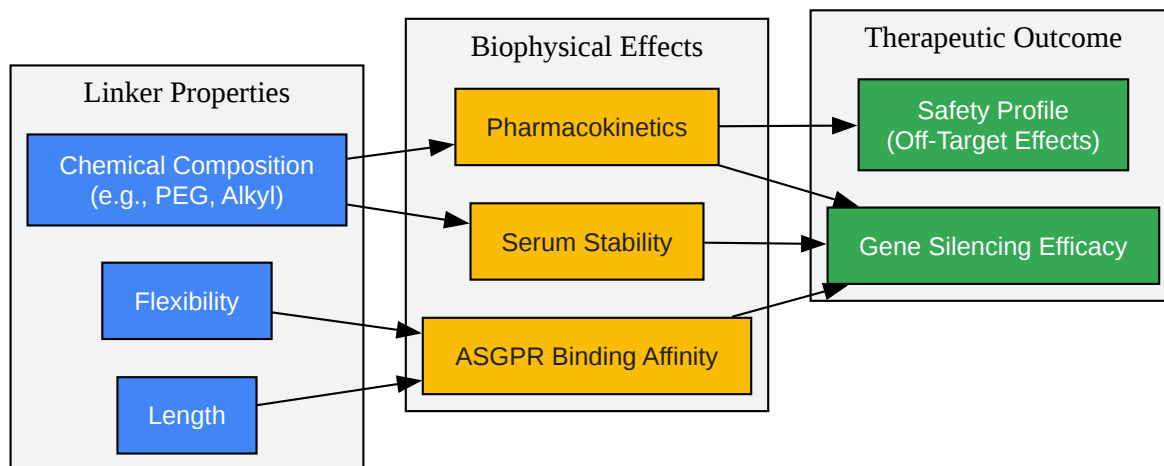 Linker Properties
Chemical Composition
(e.g., PEG, Alkyl)
Flexibility
Length
Biophysical Effects
Pharmacokinetics
Serum Stability
ASGPR Binding Affinity
Therapeutic Outcome
Safety Profile
(Off-Target Effects)
Gene Silencing Efficacy